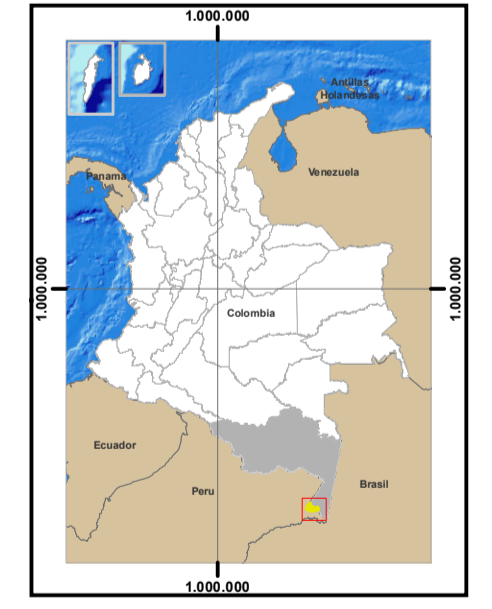 1.000.000
Antillas
Holandesas
Panama
Venezuela
1.000.000
1.000.000
Colombia
Ecuador
Peru
Brasil
1.000.000